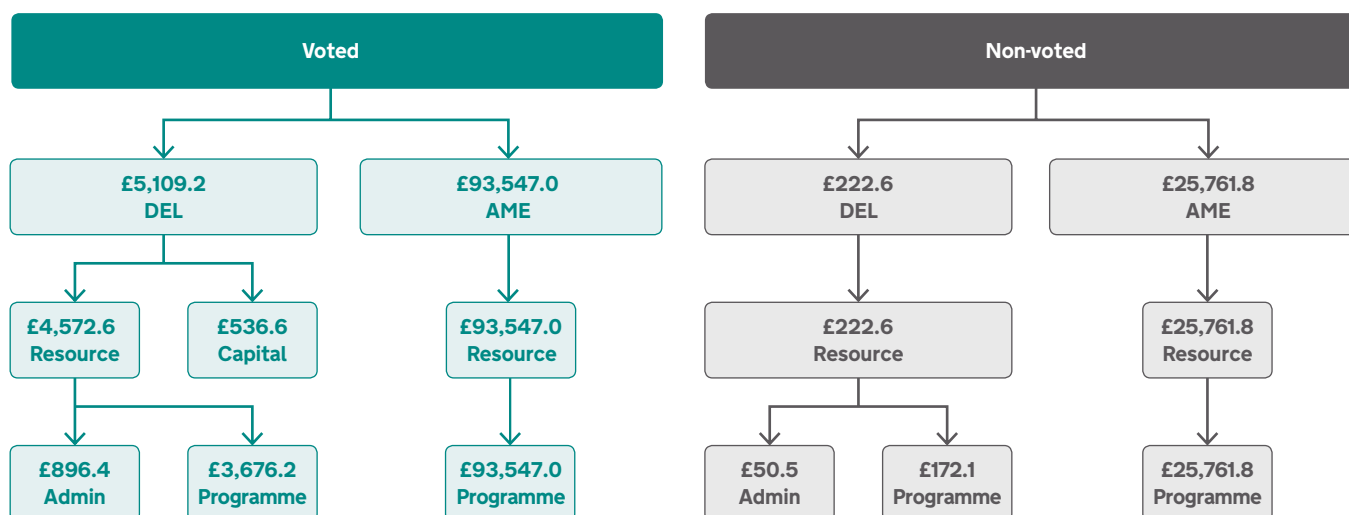 Voted
Non-voted
£5,109.2
DEL
£93,547.0
AME
£222.6
DEL
£25,761.8
AME
£4,572.6
Resource
£536.6
Capital
£93,547.0
Resource
£222.6
Resource
£25,761.8
Resource
£896.4
Admin
£3,676.2
Programme
£93,547.0
Programme
£50.5
Admin
£172.1
Programme
£25,761.8
Programme